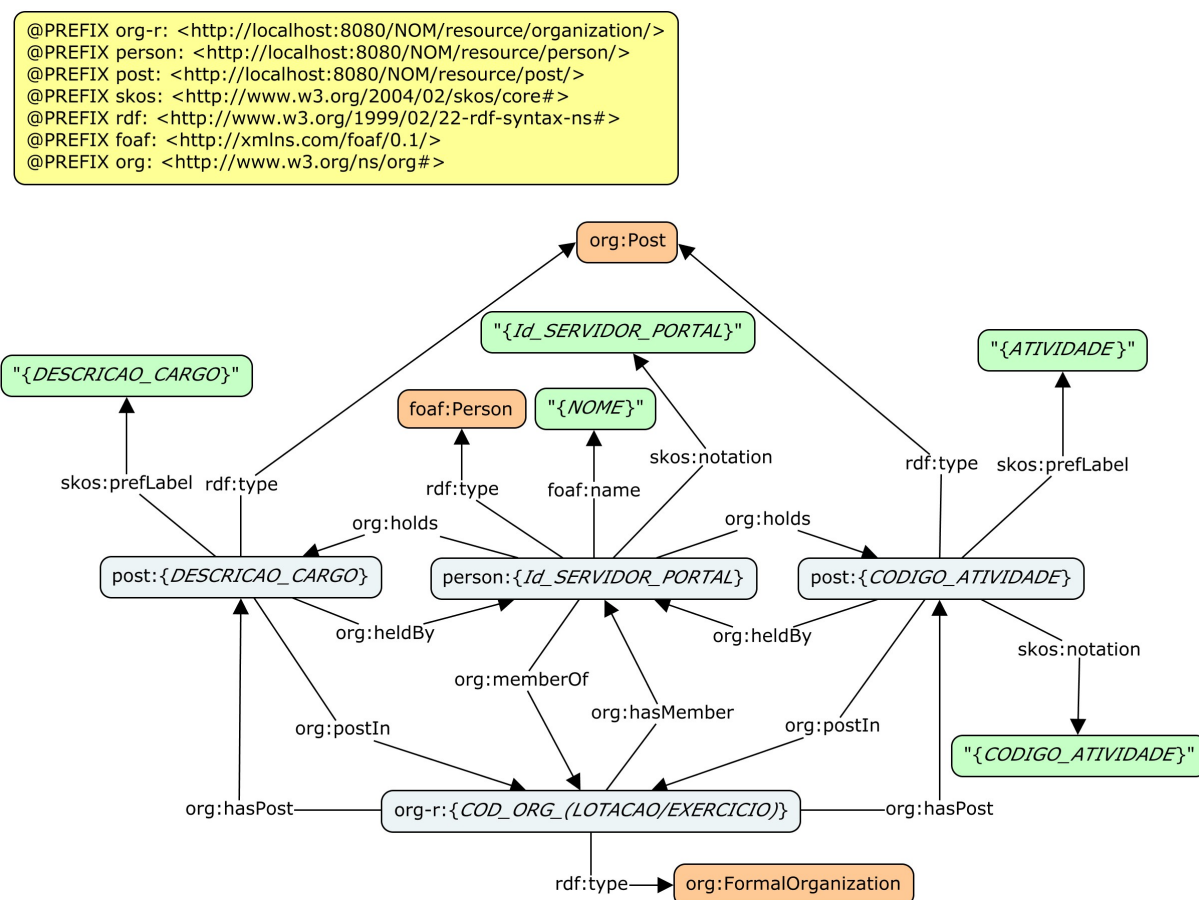 @PREFIX org-r: <http://localhost:8080/NOM/resource/organization/>
@PREFIX person: <http://localhost:8080/NOM/resource/person/>
@PREFIX post: <http://localhost:8080/NOM/resource/post/>
@PREFIX skos: <http://www.w3.org/2004/02/skos/core#>
@PREFIX rdf: <http://www.w3.org/1999/02/22-rdf-syntax-ns#>
@PREFIX foaf: <http://xmlns.com/foaf/0.1/>
@PREFIX org: <http://www.w3.org/ns/org#>
org:Post
"{Id_SERVIDOR_PORTAL}"
"{ATIVIDADE}"
"{DESCRICAO_CARGO}"
foaf:Person
"{NOME}"
skos:notation
rdf:type
skos:prefLabel
skos:prefLabel
rdf:type
rdf:type
foaf:name
org:holds
org:holds
post:{DESCRICAO_CARGO}
person:{Id_SERVIDOR_PORTAL}
post:{CODIGO_ATIVIDADE}
org:heldBy
org:heldBy
skos:notation
org:memberOf
org:hasMember
org:postIn
org:postIn
"{CODIGO_ATIVIDADE}"
org:hasPost
org-r:{COD_ORG_(LOTACAO/EXERCICIO)}
org:hasPost
rdf:type
org:FormalOrganization